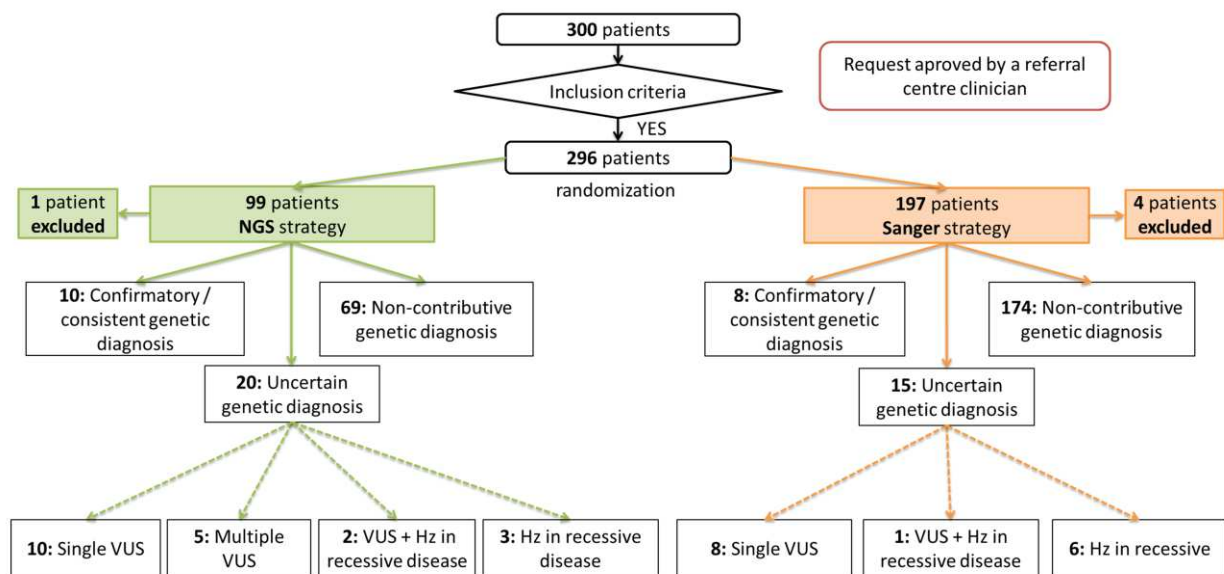 300 patients
Inclusion criteria
Request aproved by a referral
centre clinician
YES
296 patients
randomization
1 patient
excluded
99 patients
NGS strategy
197 patients
Sanger strategy
4 patients
excluded
10: Confirmatory /
consistent genetic
diagnosis
69: Non-contributive
genetic diagnosis
8: Confirmatory /
consistent genetic
diagnosis
174: Non-contributive
genetic diagnosis
20: Uncertain
genetic diagnosis
15: Uncertain
genetic diagnosis
10: Single VUS
5: Multiple
VUS
2: VUS + Hz in
recessive disease
3: Hz in recessive
disease
8: Single VUS
1: VUS + Hz in
recessive disease
6: Hz in recessive